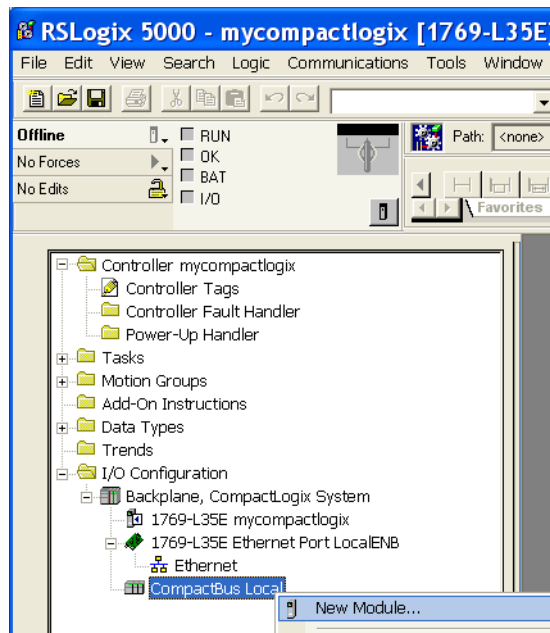 RSLogix 5000 - mycompactlogix [1769-L35E]
File Edit View Search Logic Communications Tools Window
Offline RUN Path: <none>
No Forces OK
BAT
No Edits I/O
Favorites
Controller mycompactlogix
Controller Tags
Controller Fault Handler
Power-Up Handler
Tasks
Motion Groups
Add-On Instructions
Data Types
Trends
I/O Configuration
Backplane, CompactLogix System
1769-L35E mycompactlogix
1769-L35E Ethernet Port LocalENB
Ethernet
CompactBus Local
New Module...